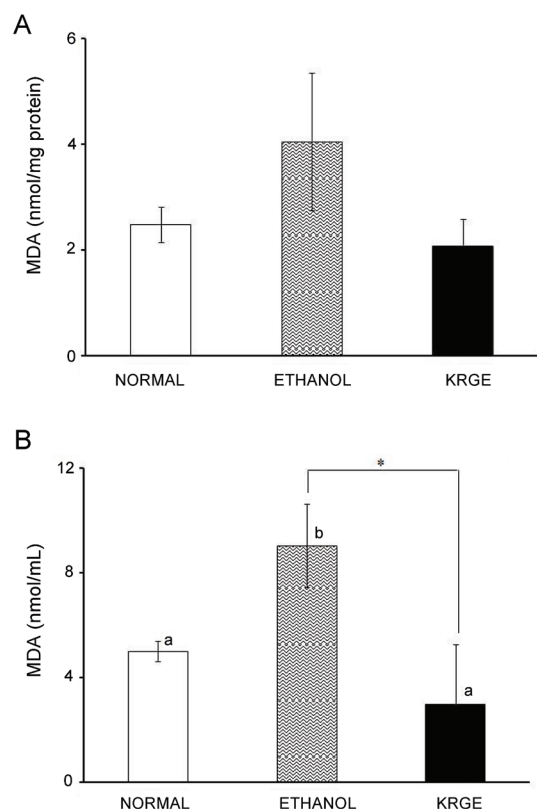 A
6
4
2
0
MDA (nmol/mg protein)
NORMAL ETHANOL KRGE
B
12
8
4
0
MDA (nmol/mL)
*
a
b
a
NORMAL ETHANOL KRGE